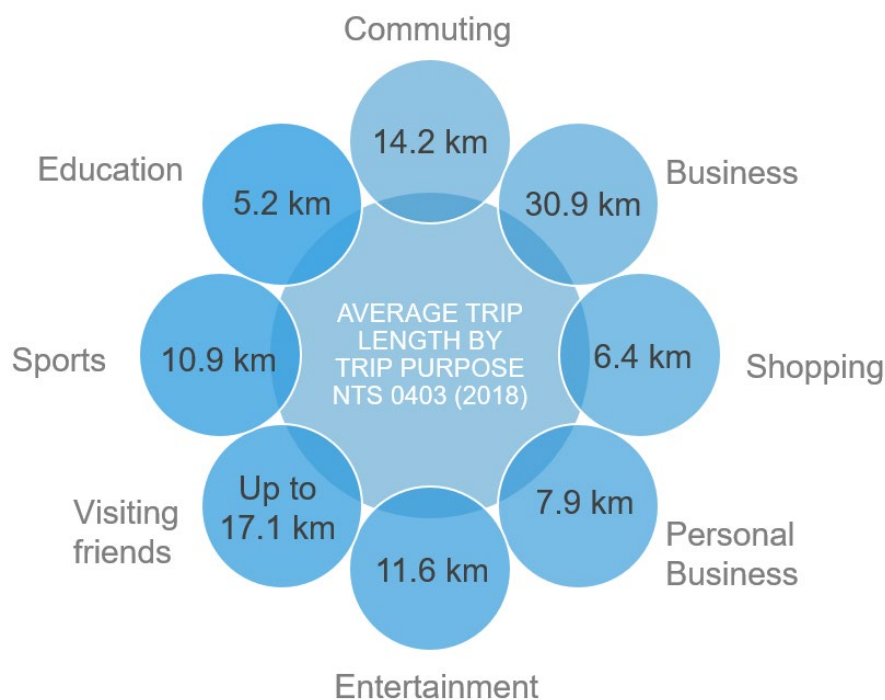 Commuting
14.2 km
Business
30.9 km
Shopping
6.4 km
Personal
Business
7.9 km
Entertainment
11.6 km
Visiting
friends
Up to
17.1 km
Sports
10.9 km
Education
5.2 km
AVERAGE TRIP
LENGTH BY
TRIP PURPOSE
NTS 0403 (2018)